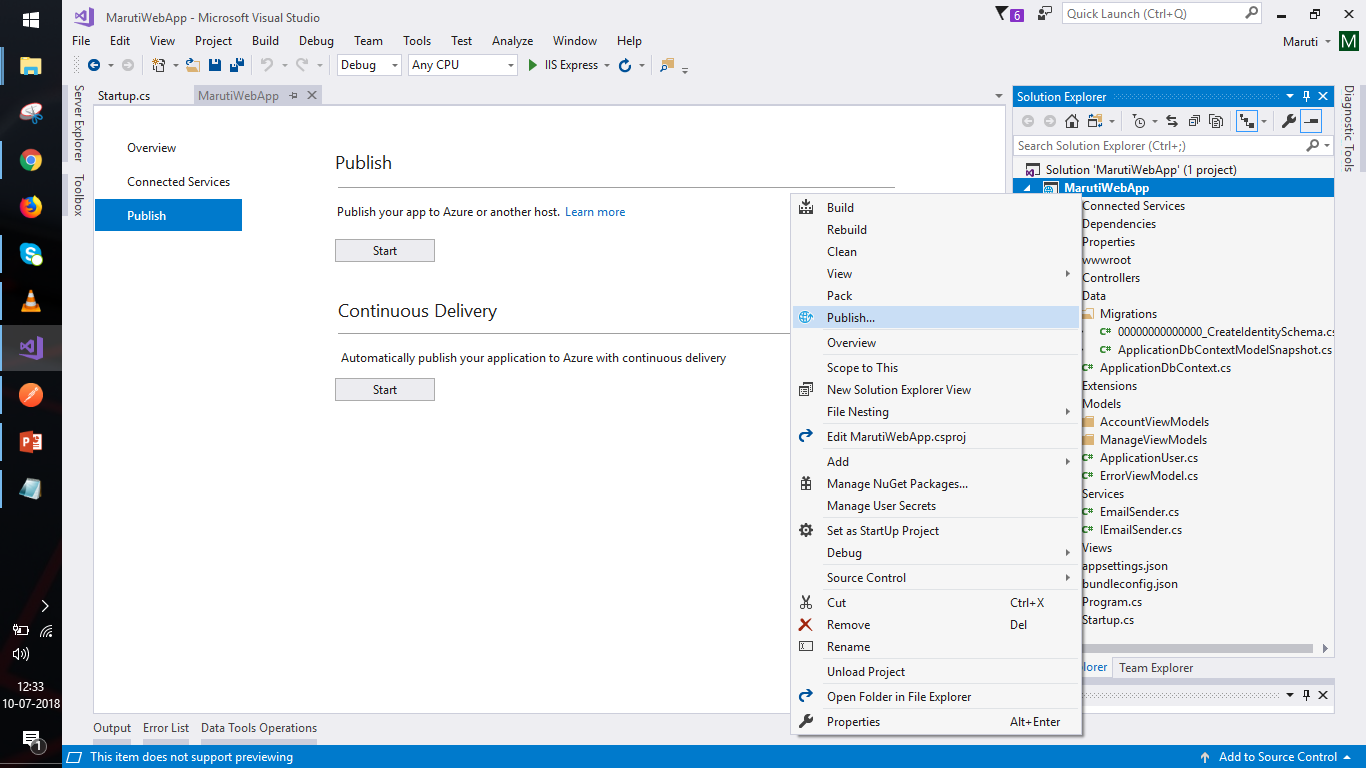 MarutiWebApp - Microsoft Visual Studio
6
Quick Launch (Ctrl+Q)
File Edit View Project Build Debug Team Tools Test Analyze Window Help
Maruti
M
Debug
Any CPU
IIS Express
Server Explorer
Toolbox
Startup.cs
MarutiWebApp
Overview
Connected Services
Publish
Publish
Publish your app to Azure or another host. Learn more
Start
Continuous Delivery
Automatically publish your application to Azure with continuous delivery
Start
Build
Rebuild
Clean
View
Pack
Publish...
Overview
Scope to This
New Solution Explorer View
File Nesting
Edit MarutiWebApp.csproj
Add
Manage NuGet Packages...
Manage User Secrets
Set as StartUp Project
Debug
Source Control
Cut Ctrl+X
Remove Del
Rename
Unload Project
Open Folder in File Explorer
Properties Alt+Enter
Solution Explorer
Search Solution Explorer (Ctrl+;)
Solution 'MarutiWebApp' (1 project)
MarutiWebApp
Connected Services
Dependencies
Properties
wwwroot
Controllers
Data
Migrations
C# 00000000000000_CreateIdentitySchema.cs
C# ApplicationDbContextModelSnapshot.cs
C# ApplicationDbContext.cs
Extensions
Models
AccountViewModels
ManageViewModels
C# ApplicationUser.cs
C# ErrorViewModel.cs
Services
C# EmailSender.cs
C# IEmailSender.cs
Views
appsettings.json
bundleconfig.json
Program.cs
Startup.cs
lorer
Team Explorer
Diagnostic Tools
Output Error List Data Tools Operations
This item does not support previewing
Add to Source Control
12:33
10-07-2018
1